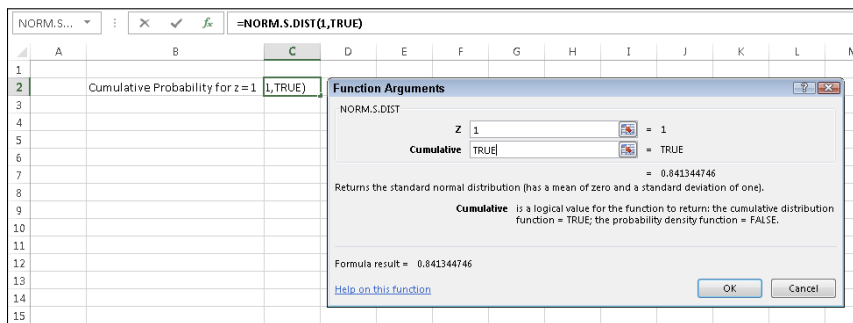 NORM.S... =NORM.S.DIST(1,TRUE)
A B C D E F G H I J K L
1
2 Cumulative Probability for z = 1 1,TRUE)
3
4
5
6
7
8
9
10
11
12
13
14
15
Function Arguments
NORM.S.DIST
Z 1 = 1
Cumulative TRUE = TRUE
= 0.841344746
Returns the standard normal distribution (has a mean of zero and a standard deviation of one).
Cumulative is a logical value for the function to return: the cumulative distribution
function = TRUE; the probability density function = FALSE.
Formula result = 0.841344746
Help on this function OK Cancel